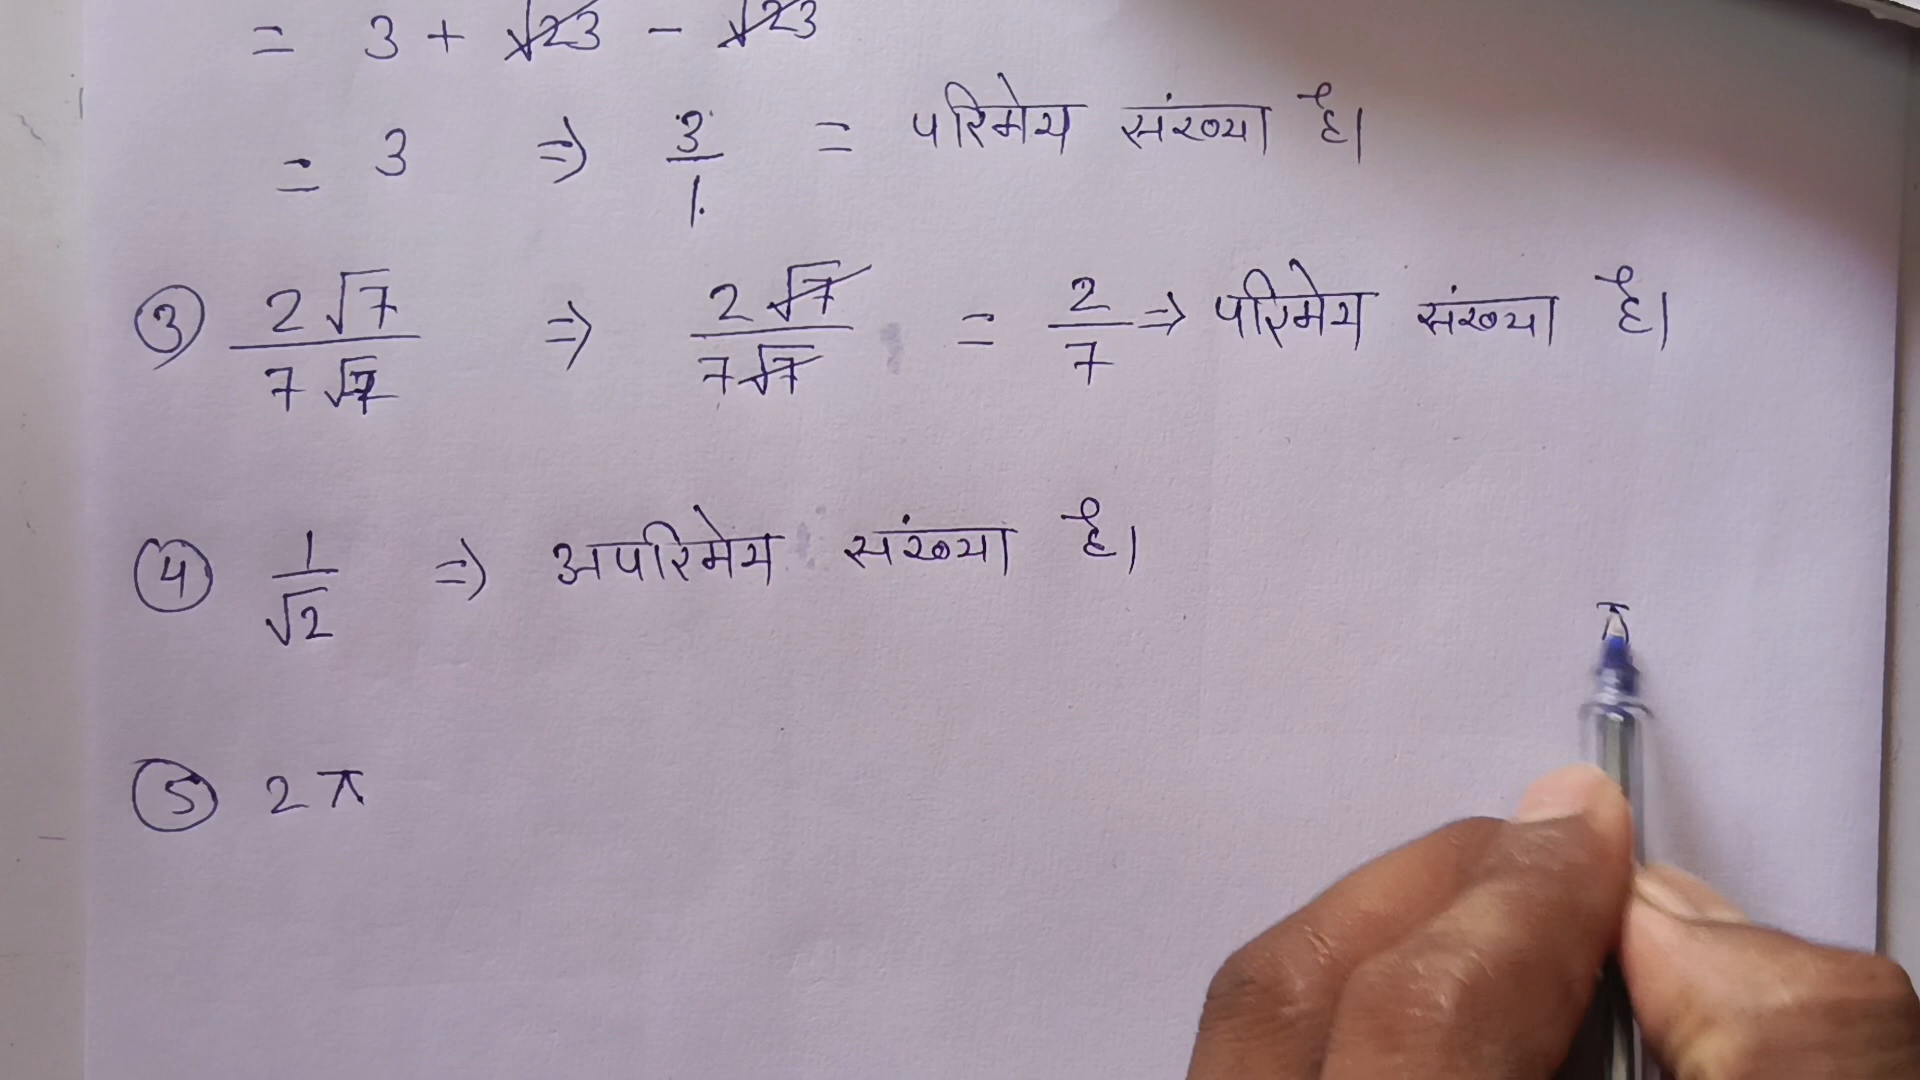 = 3 + √23 - √23
= 3 ⇒ 3/1 = परिमेय संख्या है।
③ 2√7/7√7 ⇒ 2√7/7√7 = 2/7 ⇒ परिमेय संख्या है।
④ 1/√2 ⇒ अपरिमेय संख्या है।
π
⑤ 2π